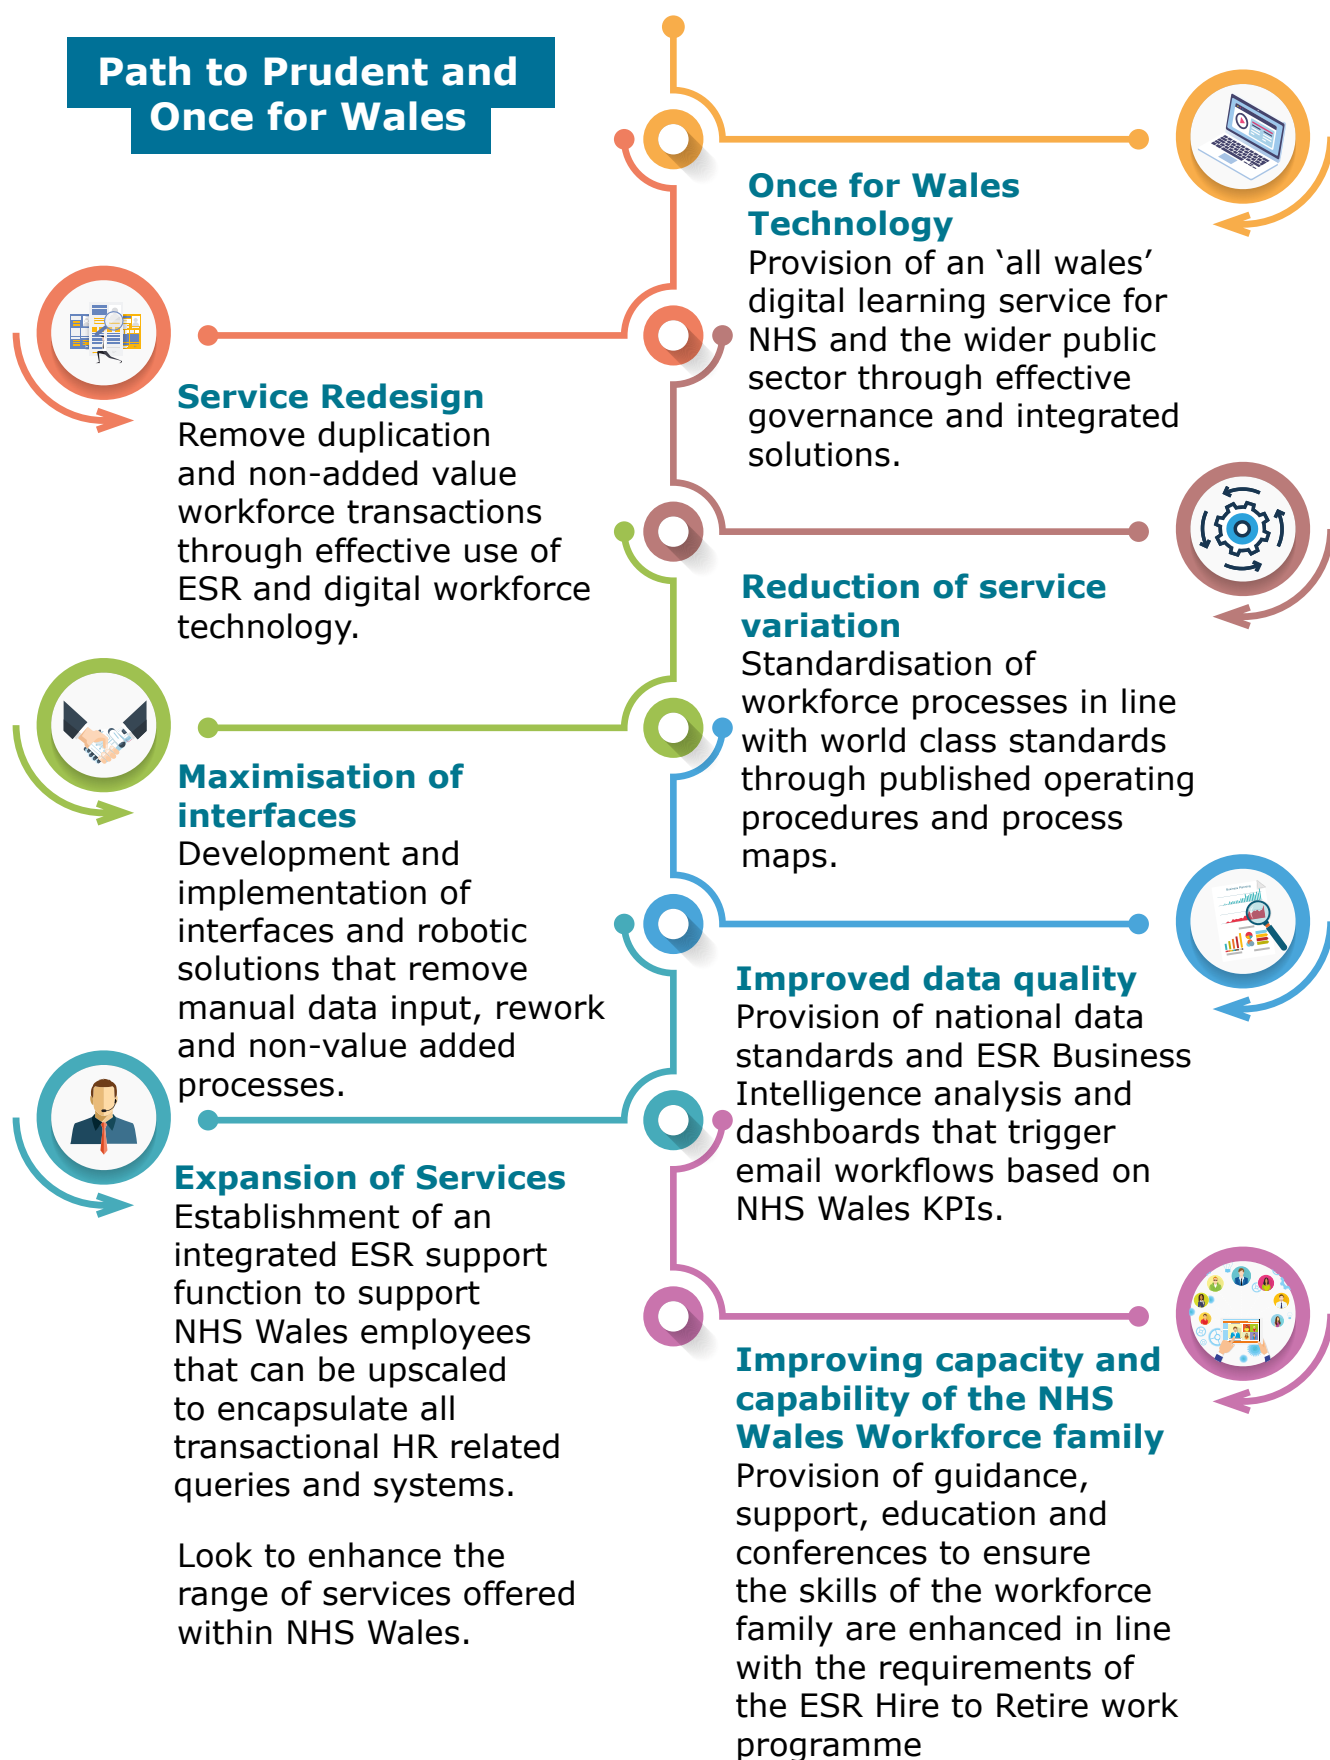 Path to Prudent and
Once for Wales
Once for Wales
Technology
Provision of an ‘all wales’
digital learning service for
NHS and the wider public
sector through effective
governance and integrated
solutions.
Service Redesign
Remove duplication
and non-added value
workforce transactions
through effective use of
ESR and digital workforce
technology.
Reduction of service
variation
Standardisation of
workforce processes in line
with world class standards
through published operating
procedures and process
maps.
Maximisation of
interfaces
Development and
implementation of
interfaces and robotic
solutions that remove
manual data input, rework
and non-value added
processes.
Improved data quality
Provision of national data
standards and ESR Business
Intelligence analysis and
dashboards that trigger
email workflows based on
NHS Wales KPIs.
Expansion of Services
Establishment of an
integrated ESR support
function to support
NHS Wales employees
that can be upscaled
to encapsulate all
transactional HR related
queries and systems.
Look to enhance the
range of services offered
within NHS Wales.
Improving capacity and
capability of the NHS
Wales Workforce family
Provision of guidance,
support, education and
conferences to ensure
the skills of the workforce
family are enhanced in line
with the requirements of
the ESR Hire to Retire work
programme